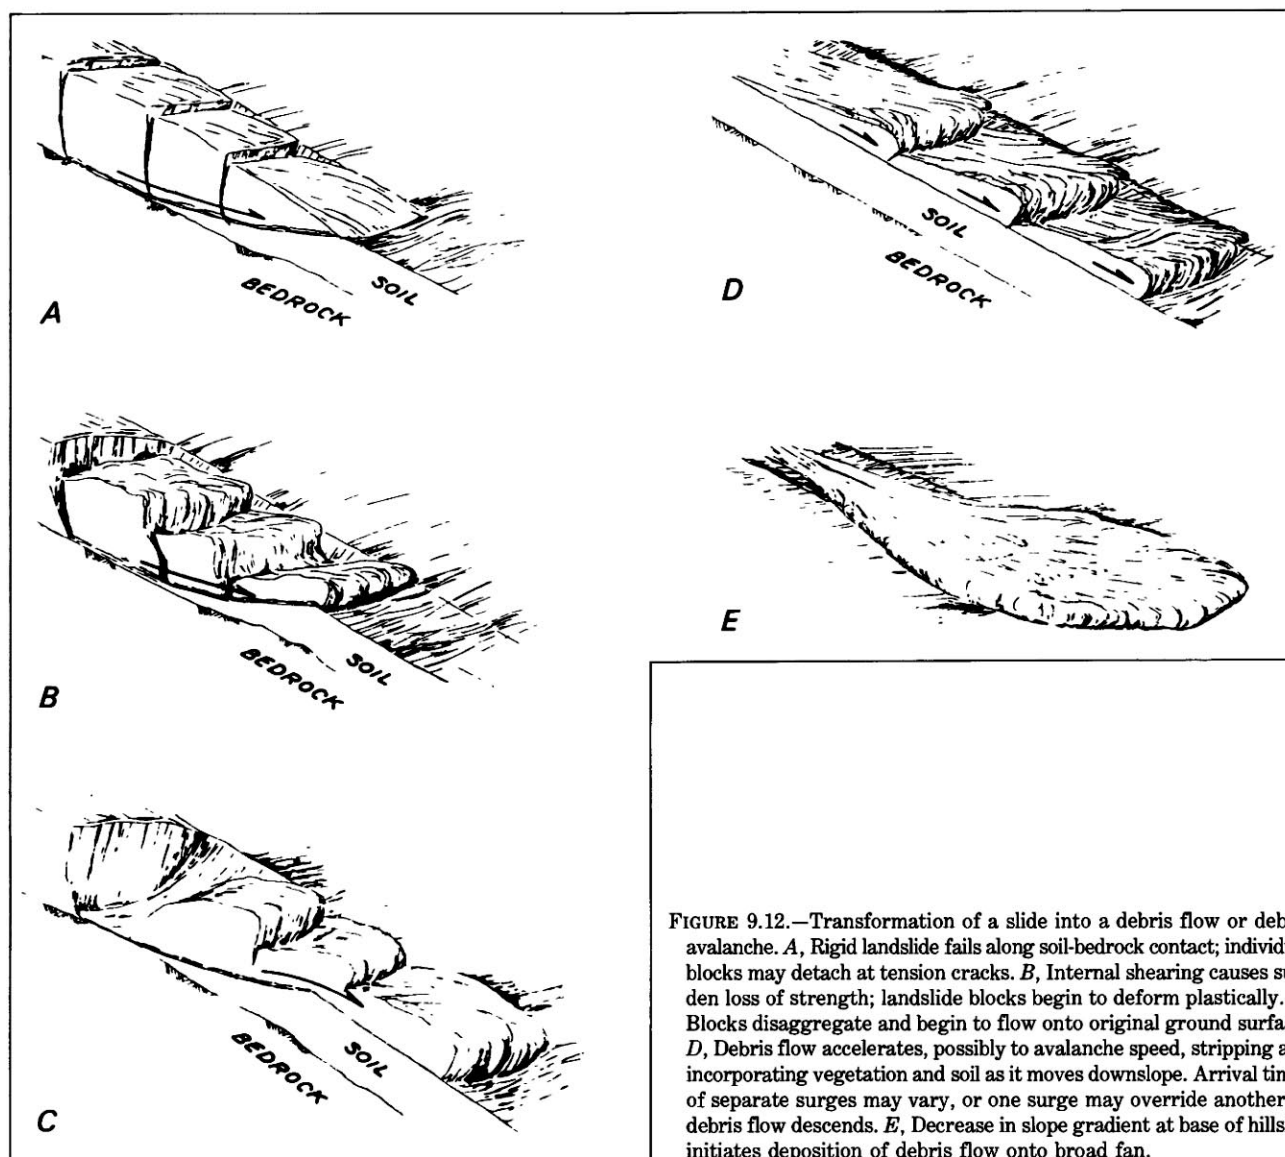 SOIL
BEDROCK
A
SOIL
BEDROCK
D
SOIL
BEDROCK
B
E
SOIL
BEDROCK
C
FIGURE 9.12.—Transformation of a slide into a debris flow or deb
avalanche. A, Rigid landslide fails along soil-bedrock contact; individ
blocks may detach at tension cracks. B, Internal shearing causes su
den loss of strength; landslide blocks begin to deform plastically.
Blocks disaggregate and begin to flow onto original ground surfa
D, Debris flow accelerates, possibly to avalanche speed, stripping a
incorporating vegetation and soil as it moves downslope. Arrival tin
of separate surges may vary, or one surge may override another
debris flow descends. E, Decrease in slope gradient at base of hills
initiates deposition of debris flow onto broad fan.